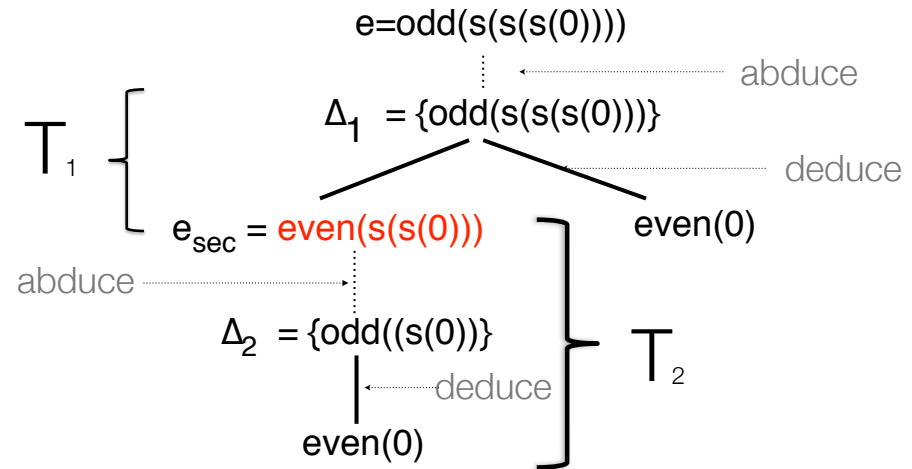 e=odd(s(s(s(0))))
abduce
Δ₁ = {odd(s(s(s(0)))}
T₁
deduce
e_sec = even(s(s(0)))
even(0)
abduce
Δ₂ = {odd((s(0))}
T₂
deduce
even(0)